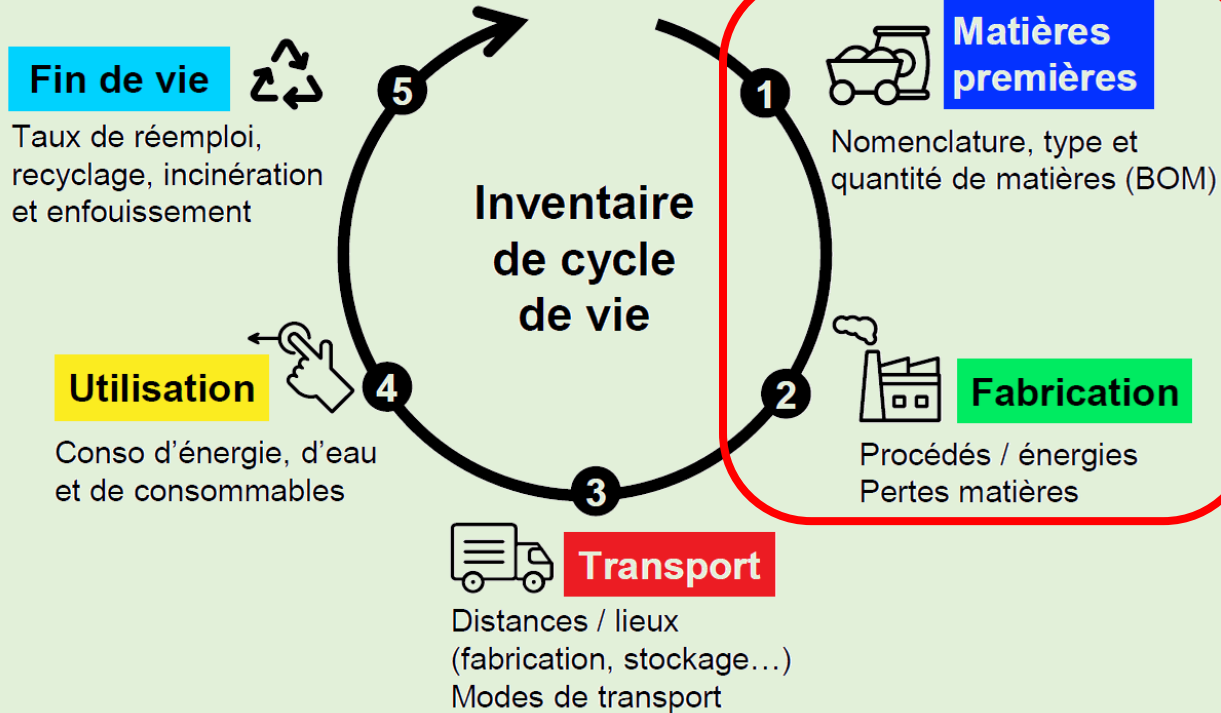 Inventaire
de cycle
de vie
1
Matières
premières
Nomenclature, type et
quantité de matières (BOM)
2
Fabrication
Procédés / énergies
Pertes matières
3
Transport
Distances / lieux
(fabrication, stockage…)
Modes de transport
4
Utilisation
Conso d’énergie, d’eau
et de consommables
5
Fin de vie
Taux de réemploi,
recyclage, incinération
et enfouissement